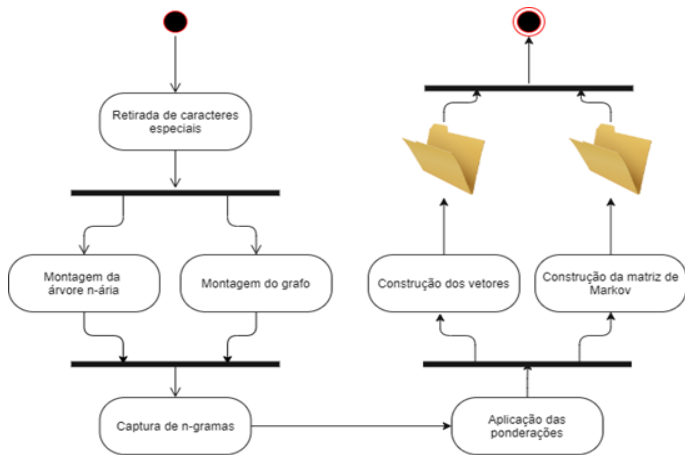 Retirada de caracteres
especiais
Montagem da
árvore n-ária
Montagem do grafo
Captura de n-gramas
Aplicação das
ponderações
Construção dos vetores
Construção da matriz de
Markov